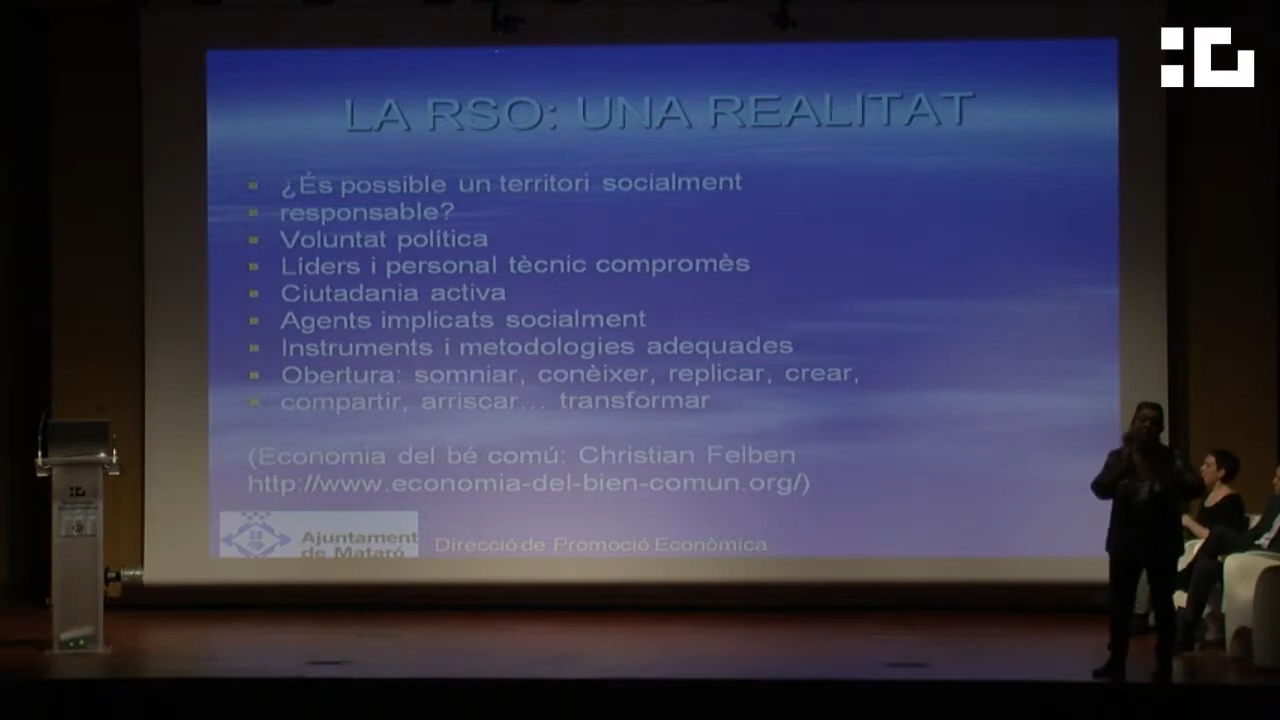 LA RSO: UNA REALITAT
¿És possible un territori socialment
responsable?
Voluntat política
Líders i personal tècnic compromès
Ciutadania activa
Agents implicats socialment
Instruments i metodologies adequades
Obertura: somniar, conèixer, replicar, crear,
compartir, arriscar... transformar
(Economia del bé comú: Christian Felben
http://www.economia-del-bien-comun.org/)
Ajuntament
de Mataró
Direcció de Promoció Econòmica